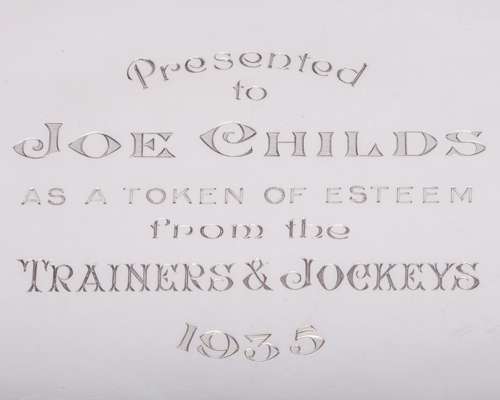 Presented
to
JOE CHILDS
AS A TOKEN OF ESTEEM
from the
TRAINERS & JOCKEYS
1935